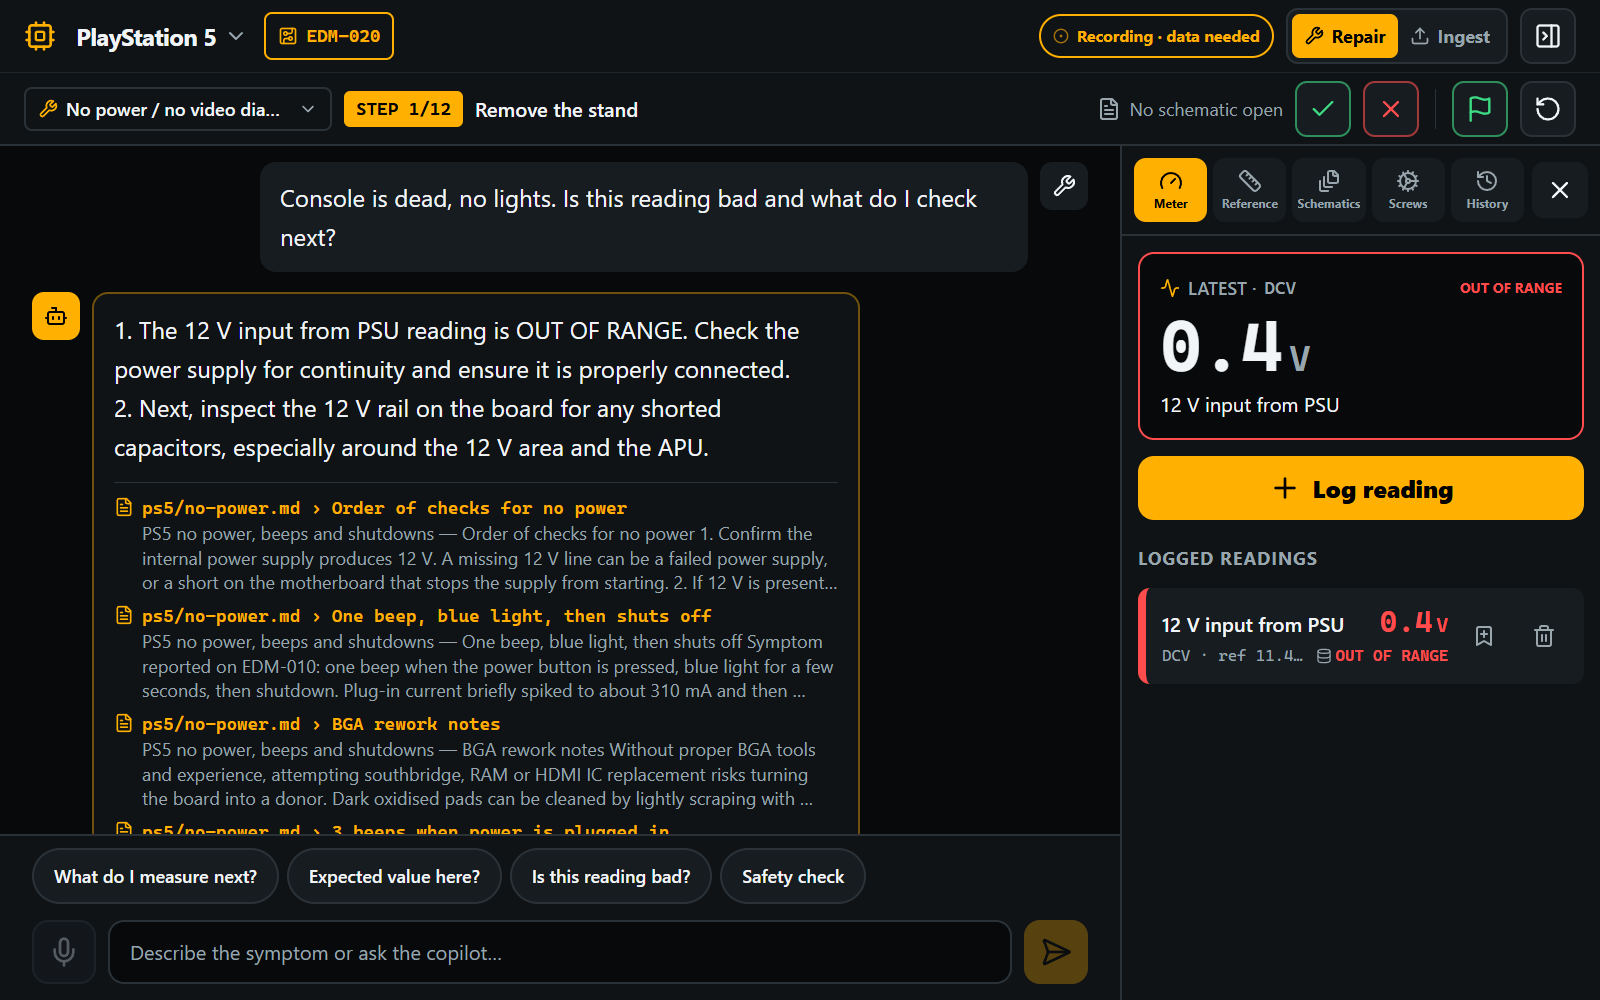 PlayStation 5
EDM-020
Recording · data needed
Repair
Ingest
No power / no video dia...
STEP 1/12
Remove the stand
No schematic open
Console is dead, no lights. Is this reading bad and what do I check
next?
1. The 12 V input from PSU reading is OUT OF RANGE. Check the
power supply for continuity and ensure it is properly connected.
2. Next, inspect the 12 V rail on the board for any shorted
capacitors, especially around the 12 V area and the APU.
ps5/no-power.md › Order of checks for no power
PS5 no power, beeps and shutdowns — Order of checks for no power 1. Confirm the
internal power supply produces 12 V. A missing 12 V line can be a failed power supply,
or a short on the motherboard that stops the supply from starting. 2. If 12 V is present...
ps5/no-power.md › One beep, blue light, then shuts off
PS5 no power, beeps and shutdowns — One beep, blue light, then shuts off Symptom
reported on EDM-010: one beep when the power button is pressed, blue light for a few
seconds, then shutdown. Plug-in current briefly spiked to about 310 mA and then ...
ps5/no-power.md › BGA rework notes
PS5 no power, beeps and shutdowns — BGA rework notes Without proper BGA tools
and experience, attempting southbridge, RAM or HDMI IC replacement risks turning
the board into a donor. Dark oxidised pads can be cleaned by lightly scraping with ...
ps5/no-power.md › 3 beeps when power is plugged in
What do I measure next?
Expected value here?
Is this reading bad?
Safety check
Describe the symptom or ask the copilot...
Meter
Reference
Schematics
Screws
History
LATEST · DCV
OUT OF RANGE
0.4 V
12 V input from PSU
Log reading
LOGGED READINGS
12 V input from PSU
0.4 V
DCV · ref 11.4…
OUT OF RANGE